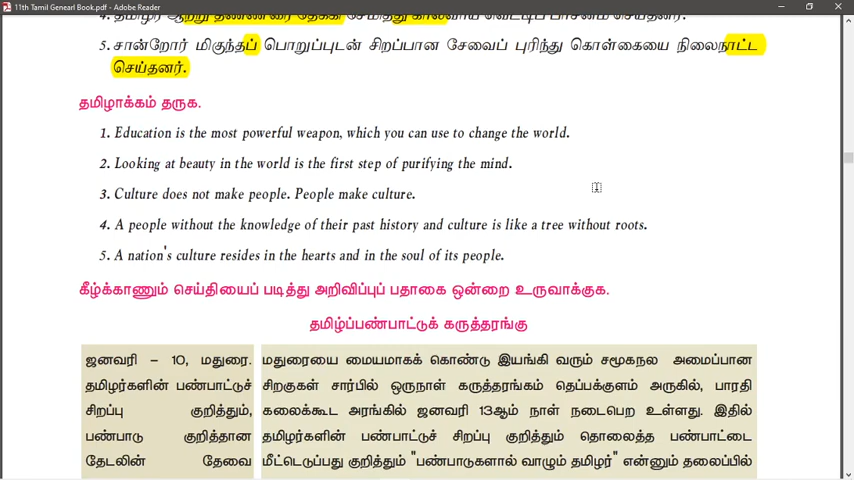 11th Tamil Genearl Book.pdf - Adobe Reader
4. தமிழர் ஆற்று தண்ணீரை தேக்கி சேமித்து கால்வாய் வெட்டிப் பாசனம் செய்தனர்.
5. சான்றோர் மிகுந்தப் பொறுப்புடன் சிறப்பான சேவைப் புரிந்து கொள்கையை நிலைநாட்ட
செய்தனர்.
தமிழாக்கம் தருக.
1. Education is the most powerful weapon, which you can use to change the world.
2. Looking at beauty in the world is the first step of purifying the mind.
3. Culture does not make people. People make culture.
4. A people without the knowledge of their past history and culture is like a tree without roots.
5. A nation's culture resides in the hearts and in the soul of its people.
கீழ்க்காணும் செய்தியைப் படித்து அறிவிப்புப் பதாகை ஒன்றை உருவாக்குக.
தமிழ்ப்பண்பாட்டுக் கருத்தரங்கு
ஜனவரி – 10, மதுரை. மதுரையை மையமாகக் கொண்டு இயங்கி வரும் சமூகநல அமைப்பான
தமிழர்களின் பண்பாட்டுச் சிறகுகள் சார்பில் ஒருநாள் கருத்தரங்கம் தெப்பக்குளம் அருகில், பாரதி
சிறப்பு குறித்தும், கலைக்கூட அரங்கில் ஜனவரி 13ஆம் நாள் நடைபெற உள்ளது. இதில்
பண்பாடு குறித்தான தமிழர்களின் பண்பாட்டுச் சிறப்பு குறித்தும் தொலைத்த பண்பாட்டை
தேடலின் தேவை மீட்டெடுப்பது குறித்தும் "பண்பாடுகளால் வாழும் தமிழர்" என்னும் தலைப்பில்